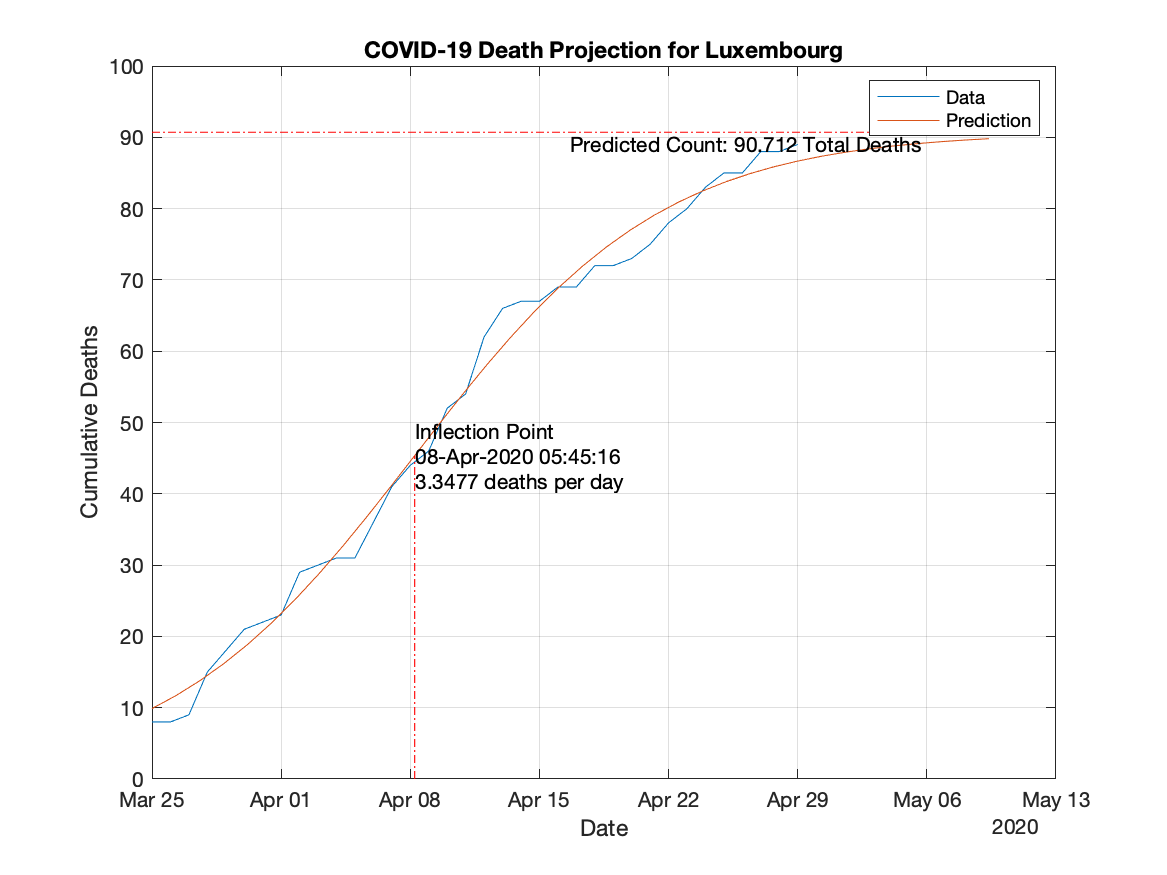 COVID-19 Death Projection for Luxembourg
100
90
80
70
60
50
40
30
20
10
0
Cumulative Deaths
Data
Prediction
Predicted Count: 90.712 Total Deaths
Inflection Point
08-Apr-2020 05:45:16
3.3477 deaths per day
Mar 25 Apr 01 Apr 08 Apr 15 Apr 22 Apr 29 May 06 May 13
Date
2020